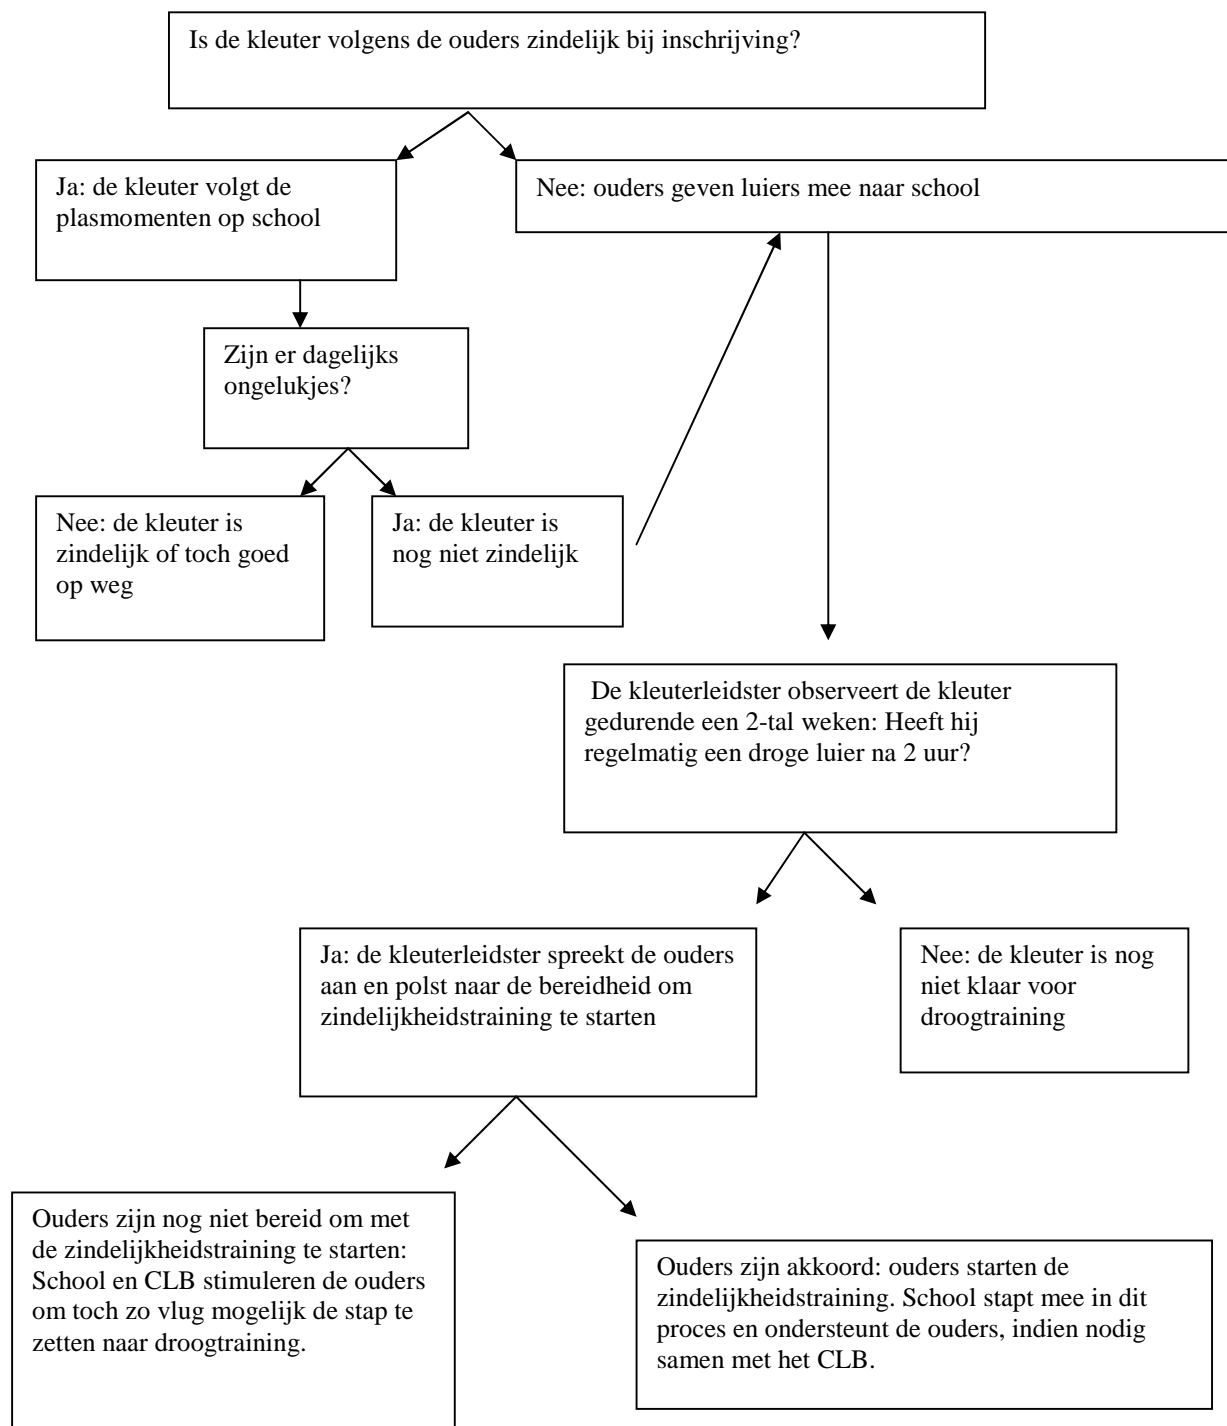 Is de kleuter volgens de ouders zindelijk bij inschrijving?
Ja: de kleuter volgt de
plasmomenten op school
Nee: ouders geven luiers mee naar school
Zijn er dagelijks
ongelukjes?
Nee: de kleuter is
zindelijk of toch goed
op weg
Ja: de kleuter is
nog niet zindelijk
De kleuterleidster observeert de kleuter
gedurende een 2-tal weken: Heeft hij
regelmatig een droge luier na 2 uur?
Ja: de kleuterleidster spreekt de ouders
aan en polst naar de bereidheid om
zindelijkheidstraining te starten
Nee: de kleuter is nog
niet klaar voor
droogtraining
Ouders zijn nog niet bereid om met
de zindelijkheidstraining te starten:
School en CLB stimuleren de ouders
om toch zo vlug mogelijk de stap te
zetten naar droogtraining.
Ouders zijn akkoord: ouders starten de
zindelijkheidstraining. School stapt mee in dit
proces en ondersteunt de ouders, indien nodig
samen met het CLB.